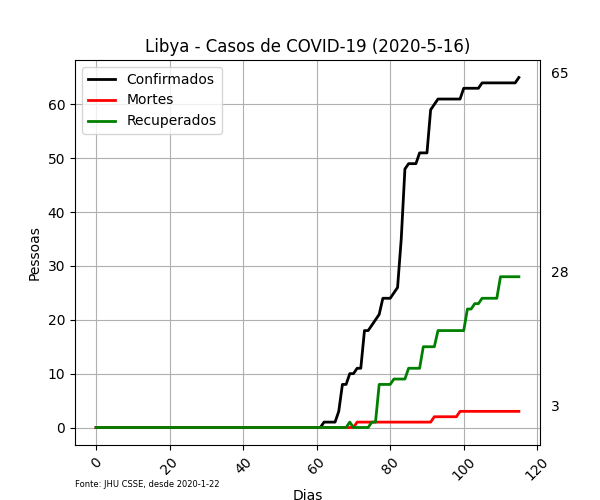 Libya - Casos de COVID-19 (2020-5-16)
Confirmados
Mortes
Recuperados
Pessoas
60
50
40
30
20
10
0
65
28
3
0
20
40
60
80
100
120
Fonte: JHU CSSE, desde 2020-1-22
Dias